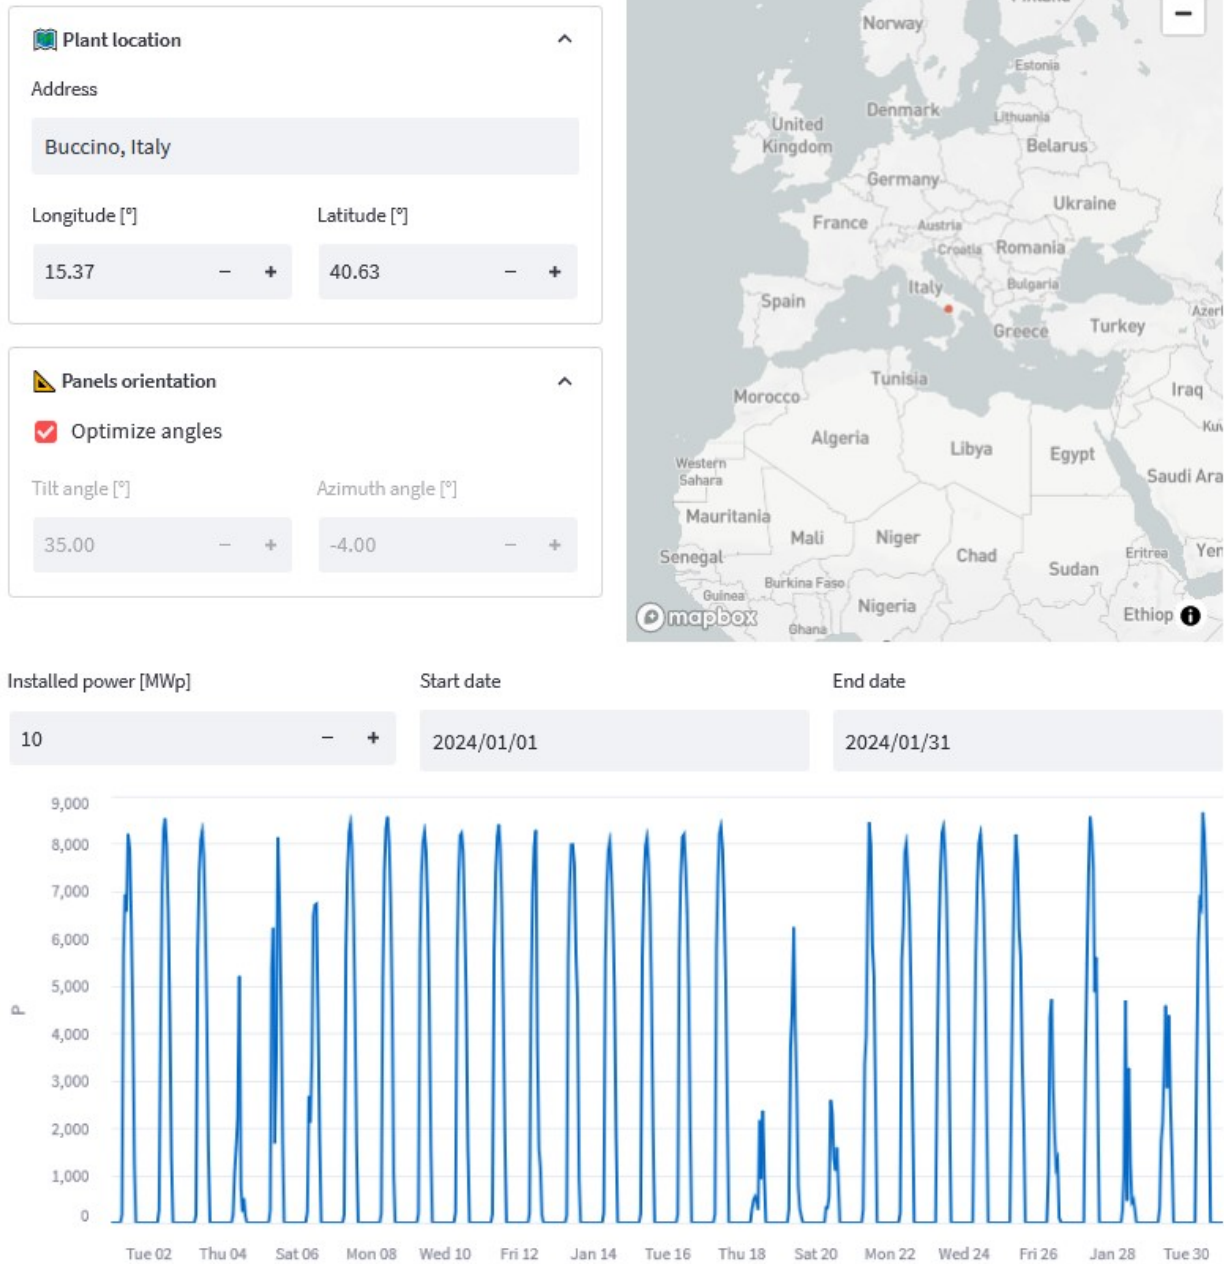 Plant location
Address
Buccino, Italy
Longitude [°]
Latitude [°]
15.37
− +
40.63
− +
Panels orientation
Optimize angles
Tilt angle [°]
Azimuth angle [°]
35.00
− +
-4.00
− +
−
Norway
Estonia
Denmark
Lithuania
United
Kingdom
Belarus
Germany
Ukraine
France
Austria
Croatia
Romania
Italy
Bulgaria
Spain
Greece
Turkey
Azer
Tunisia
Morocco
Iraq
Algeria
Libya
Egypt
Western
Sahara
Saudi Ara
Mauritania
Mali
Niger
Chad
Eritrea
Yer
Senegal
Sudan
Burkina Faso
Guinea
Nigeria
Ethiop
mapbox
Ghana
Installed power [MWp]
Start date
End date
10
− +
2024/01/01
2024/01/31
9,000
8,000
7,000
6,000
5,000
4,000
3,000
2,000
1,000
0
P
Tue 02
Thu 04
Sat 06
Mon 08
Wed 10
Fri 12
Jan 14
Tue 16
Thu 18
Sat 20
Mon 22
Wed 24
Fri 26
Jan 28
Tue 30